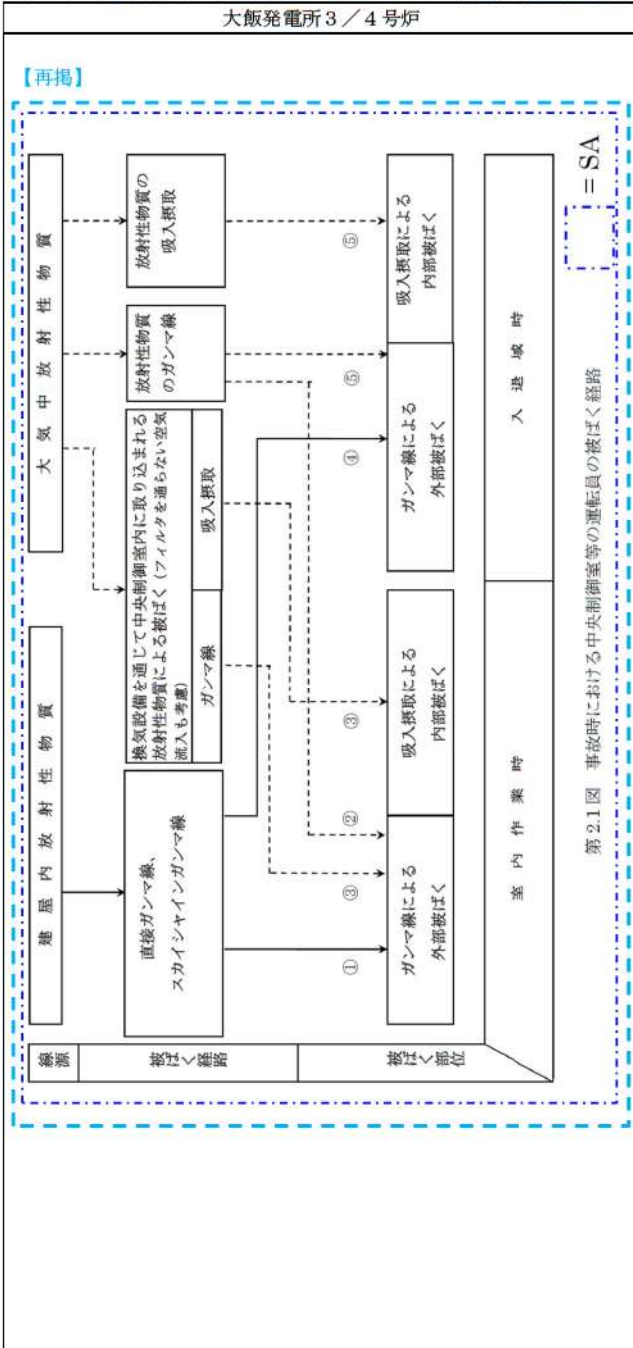 大飯発電所3／4号炉
【再掲】
線源
被ばく経路
被ばく部位
建屋内放射性物質
大気中放射性物質
直接ガンマ線、
スカイシャインガンマ線
換気設備を通じて中央制御室内に取り込まれる
放射性物質による被ばく（フィルタを通らない空気
流入も考慮）
ガンマ線
吸入摂取
放射性物質
のガンマ線
放射性物質の
吸入摂取
①
③
②
③
④
⑤
⑤
ガンマ線による
外部被ばく
吸入摂取による
内部被ばく
ガンマ線による
外部被ばく
吸入摂取による
内部被ばく
室内作業時
入退域時
＝SA
第2.1図 事故時における中央制御室等の運転員の被ばく経路